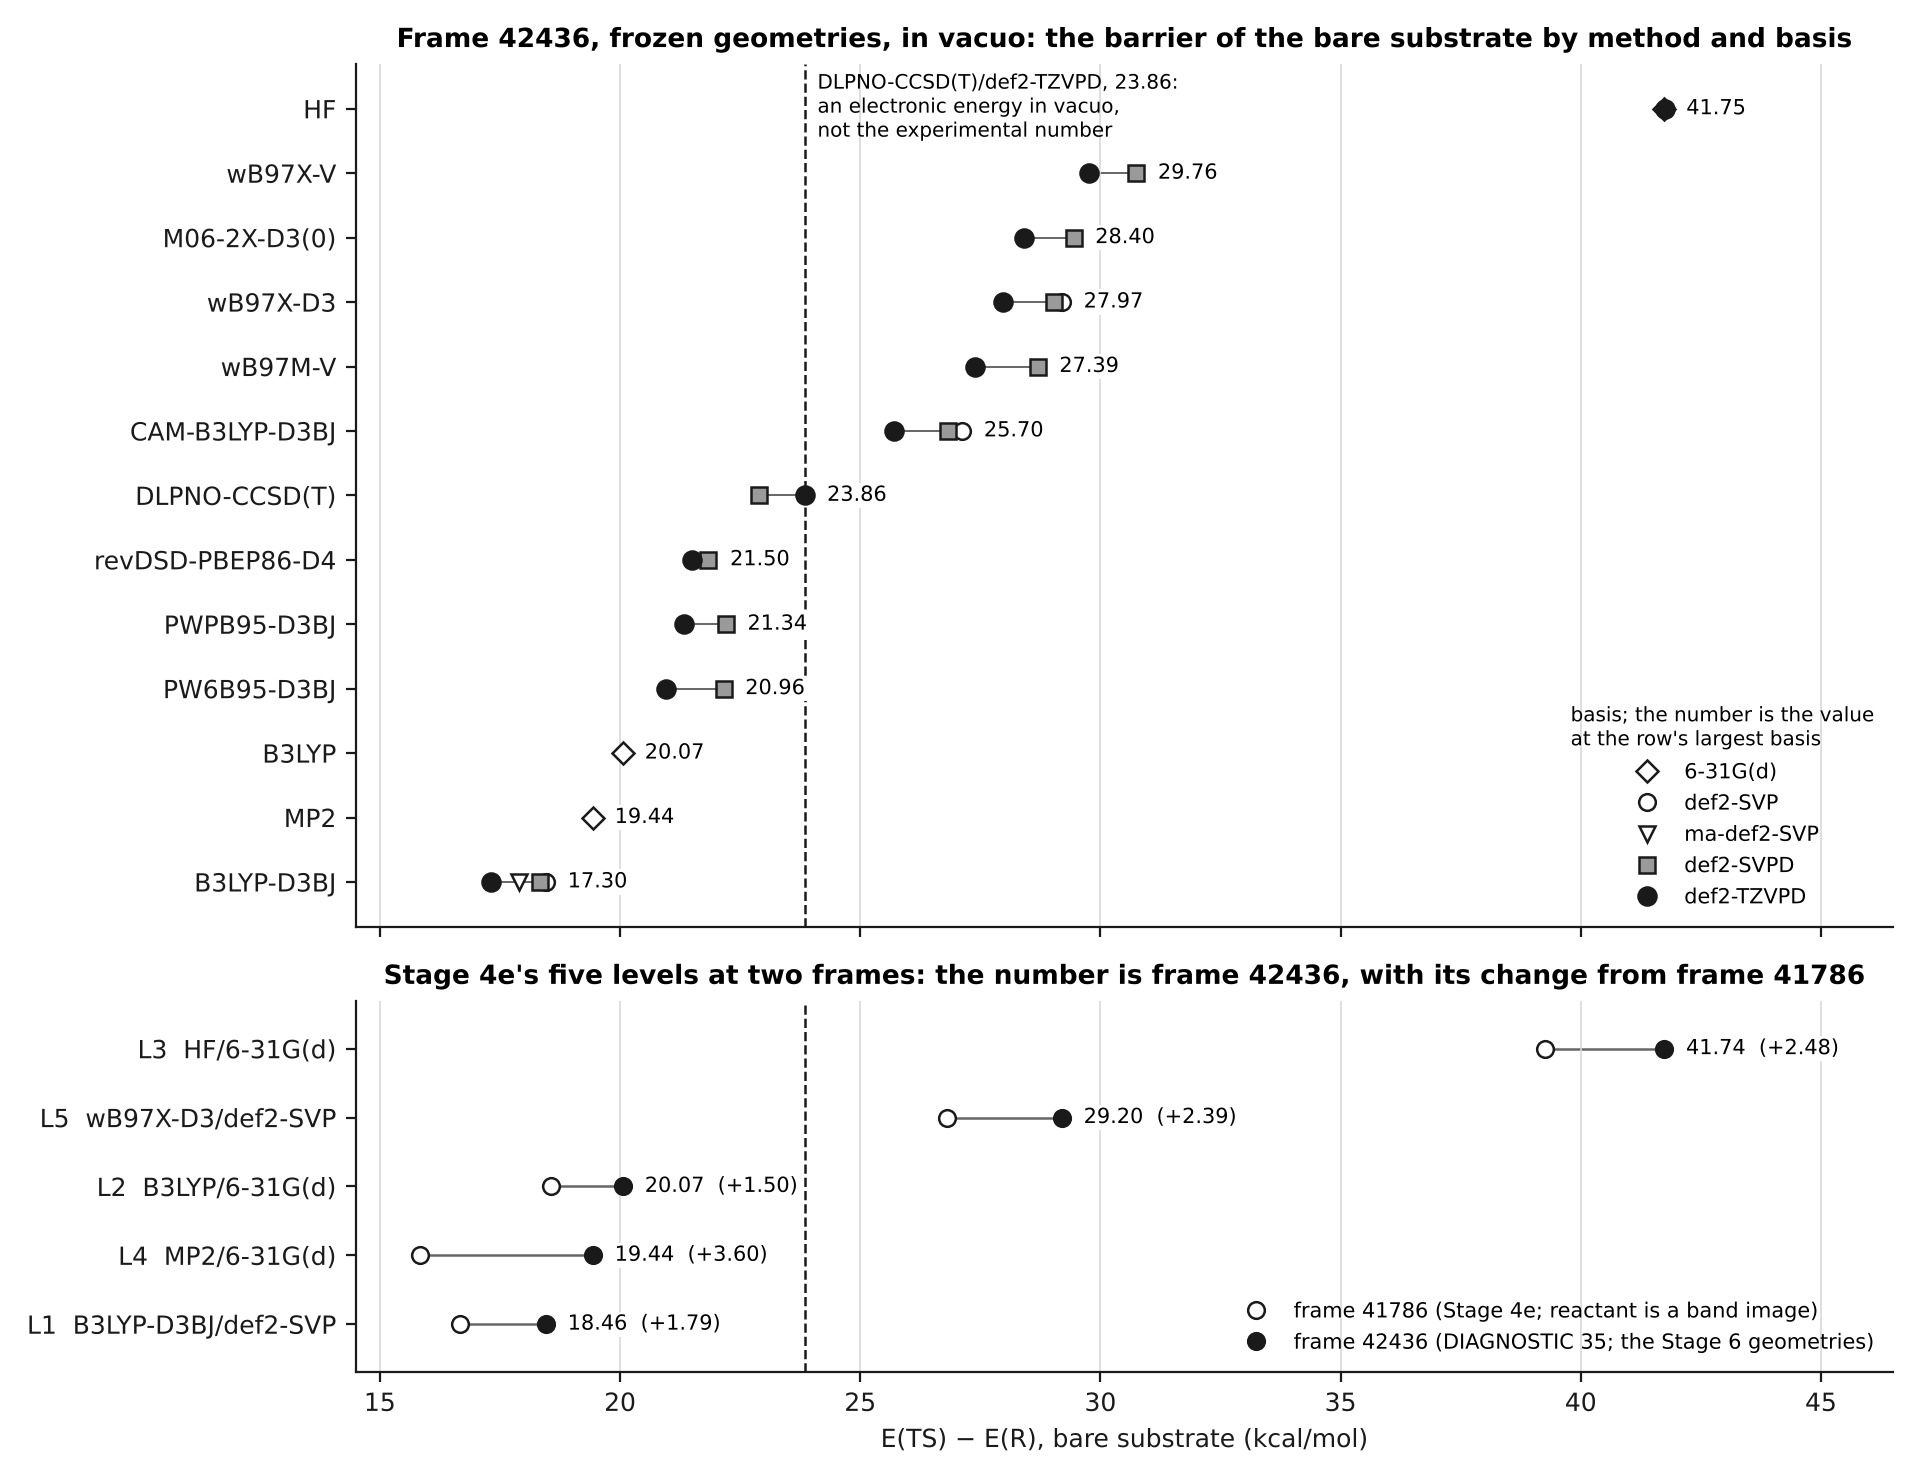 Frame 42436, frozen geometries, in vacuo: the barrier of the bare substrate by method and basis
DLPNO-CCSD(T)/def2-TZVPD, 23.86:
an electronic energy in vacuo,
not the experimental number
HF 41.75
wB97X-V 29.76
M06-2X-D3(0) 28.40
wB97X-D3 27.97
wB97M-V 27.39
CAM-B3LYP-D3BJ 25.70
DLPNO-CCSD(T) 23.86
revDSD-PBEP86-D4 21.50
PWPB95-D3BJ 21.34
PW6B95-D3BJ 20.96
B3LYP 20.07
MP2 19.44
B3LYP-D3BJ 17.30
basis; the number is the value
at the row's largest basis
6-31G(d)
def2-SVP
ma-def2-SVP
def2-SVPD
def2-TZVPD
Stage 4e's five levels at two frames: the number is frame 42436, with its change from frame 41786
L3 HF/6-31G(d) 41.74 (+2.48)
L5 wB97X-D3/def2-SVP 29.20 (+2.39)
L2 B3LYP/6-31G(d) 20.07 (+1.50)
L4 MP2/6-31G(d) 19.44 (+3.60)
L1 B3LYP-D3BJ/def2-SVP 18.46 (+1.79)
frame 41786 (Stage 4e; reactant is a band image)
frame 42436 (DIAGNOSTIC 35; the Stage 6 geometries)
15 20 25 30 35 40 45
E(TS) − E(R), bare substrate (kcal/mol)